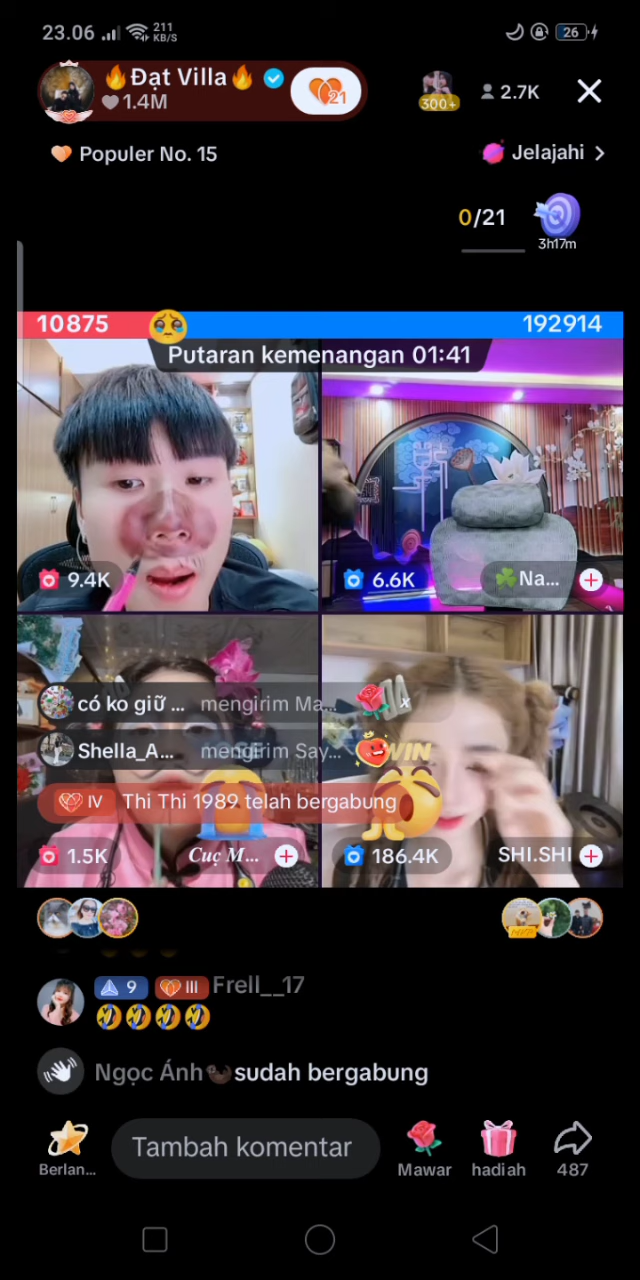 23.06
211
KB/S
26
Đạt Villa
1.4M
21
300+
2.7K
Populer No. 15
Jelajahi
0/21
3h17m
10875
192914
Putaran kemenangan 01:41
9.4K
6.6K
Na...
có ko giữ ... mengirim Ma...
x
Shella_A... mengirim Say...
WIN
IV Thi Thi 1989 telah bergabung
1.5K
Cuç M...
186.4K
SHI.SHI
9 III Frell__17
Ngọc Ánh sudah bergabung
Berlan...
Tambah komentar
Mawar
hadiah
487